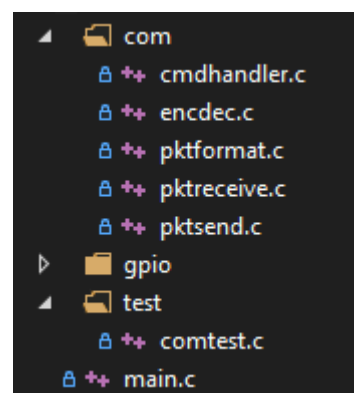 com
cmdhandler.c
encdec.c
pktformat.c
pktreceive.c
pktsend.c
gpio
test
comtest.c
main.c